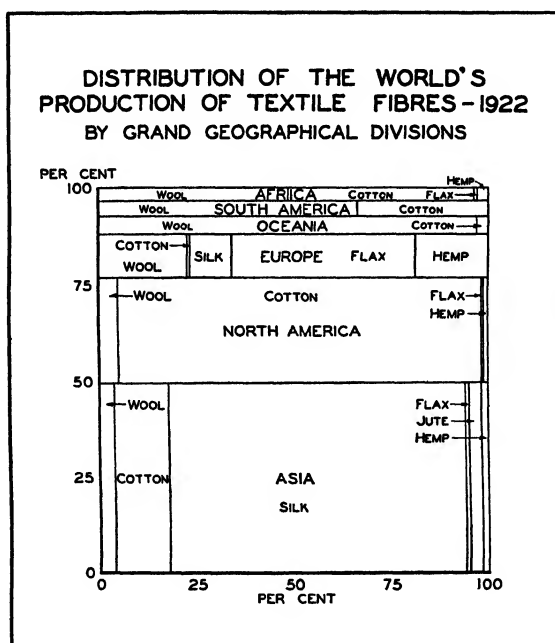 DISTRIBUTION OF THE WORLD'S
PRODUCTION OF TEXTILE FIBRES-1922
BY GRAND GEOGRAPHICAL DIVISIONS
PER CENT
HEMP
100
WOOL AFRIICA COTTON FLAX
WOOL SOUTH AMERICA COTTON
WOOL OCEANIA COTTON
COTTON
WOOL SILK EUROPE FLAX HEMP
75
WOOL COTTON FLAX
HEMP
NORTH AMERICA
50
WOOL FLAX
JUTE
HEMP
25
COTTON ASIA
SILK
0
0 25 50 75 100
PER CENT